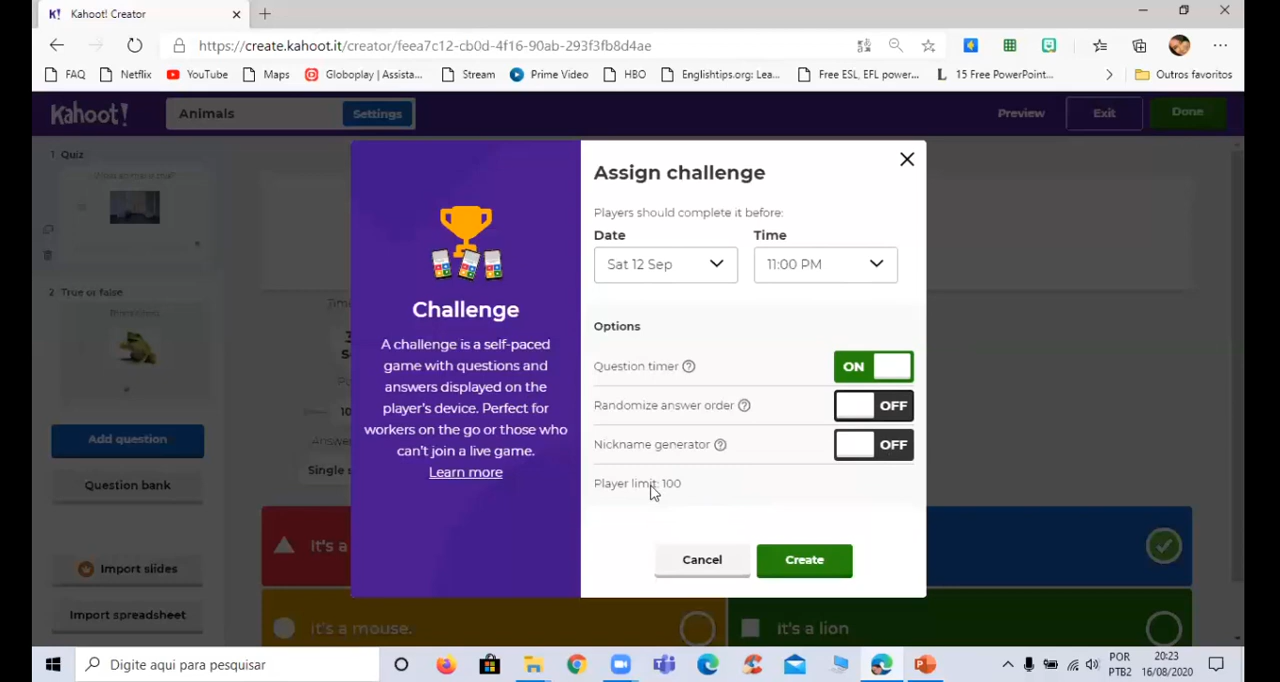 K! Kahoot! Creator
https://create.kahoot.it/creator/feea7c12-cb0d-4f16-90ab-293f3fb8d4ae
FAQ Netflix YouTube Maps Globoplay | Assista... Stream Prime Video HBO Englishtips.org: Lea... Free ESL, EFL power... L 15 Free PowerPoint... Outros favoritos
Kahoot! Animals Settings Preview Exit Done
1 Quiz
2 True or false
Add question
Question bank
Import slides
Import spreadsheet
Single s
Challenge
A challenge is a self-paced
game with questions and
answers displayed on the
player's device. Perfect for
workers on the go or those who
can't join a live game.
Learn more
Assign challenge
Players should complete it before:
Date Time
Sat 12 Sep 11:00 PM
Options
Question timer ON
Randomize answer order OFF
Nickname generator OFF
Player limit: 100
Cancel Create
It's a
it's a mouse.
it's a lion
Digite aqui para pesquisar
POR
PTB2
20:23
16/08/2020